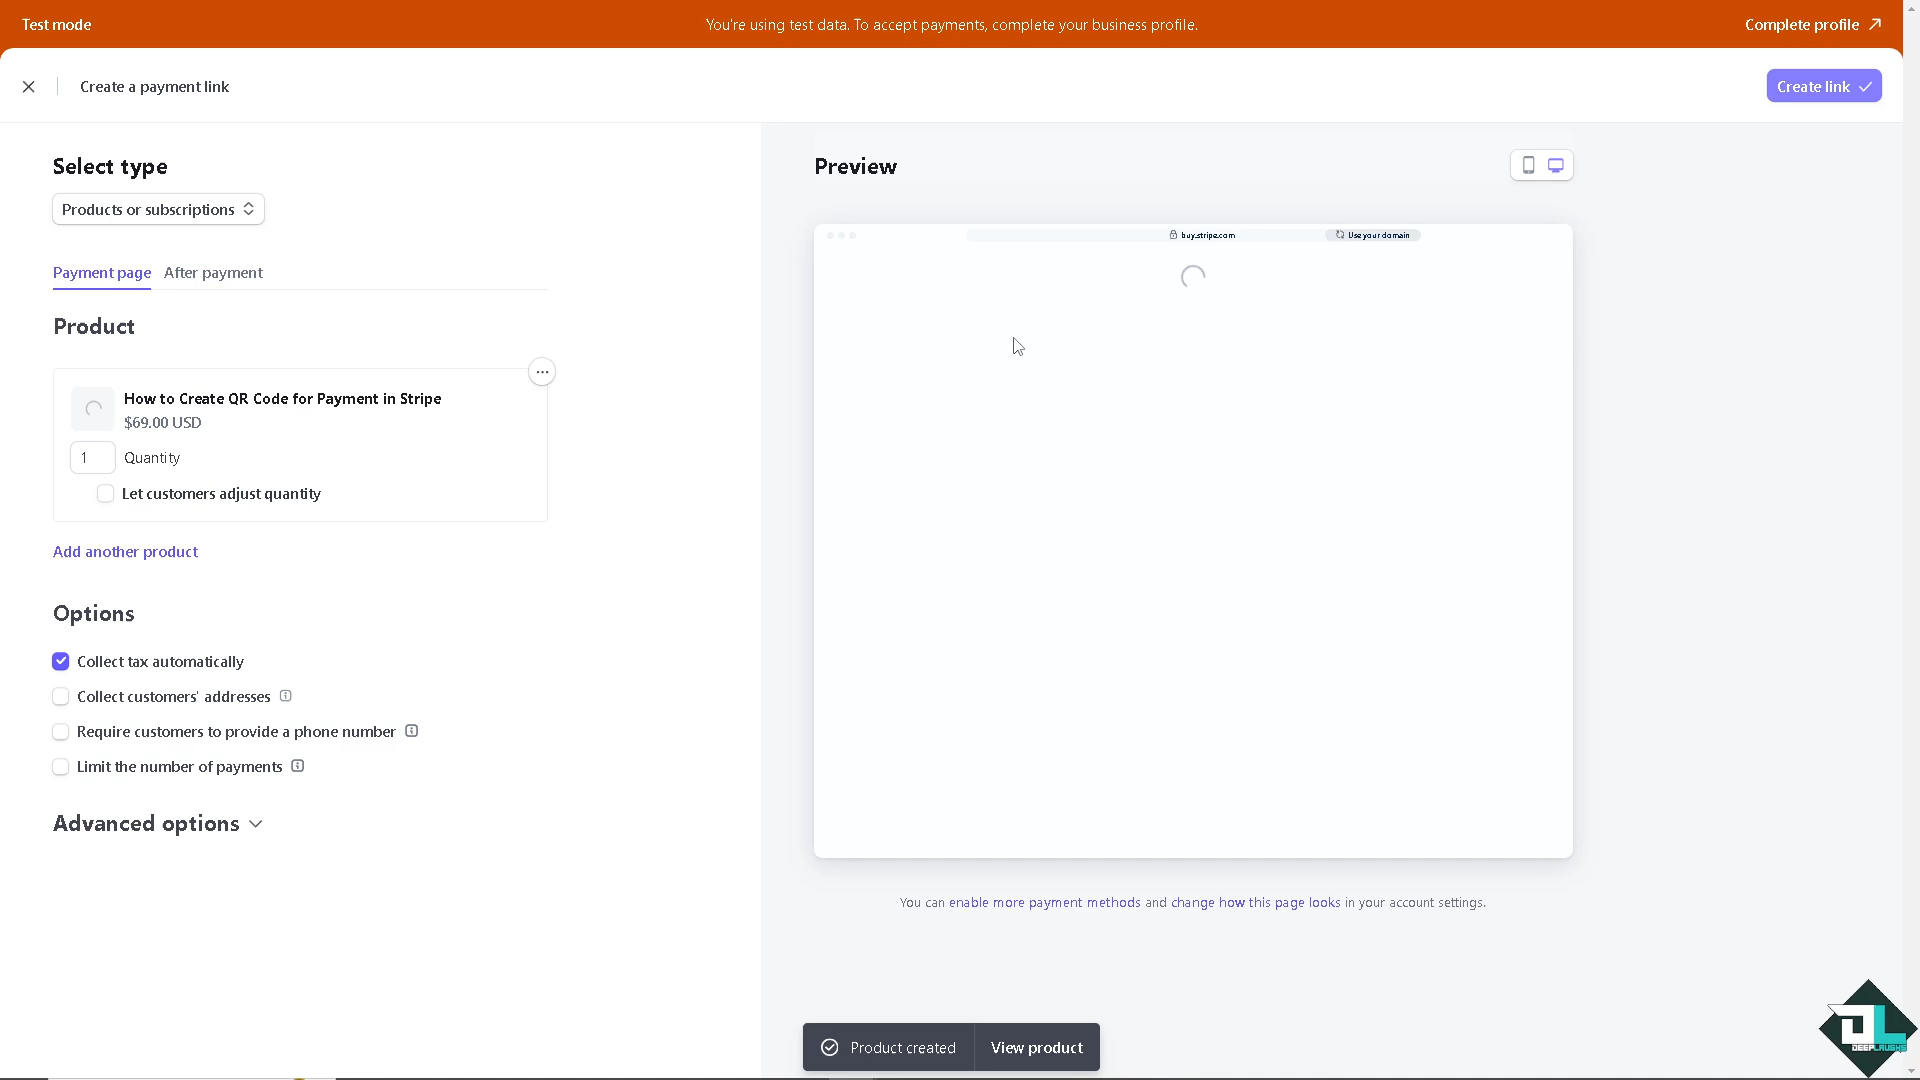 Test mode
You're using test data. To accept payments, complete your business profile.
Complete profile
Create a payment link
Create link
Select type
Products or subscriptions
Payment page
After payment
Product
How to Create QR Code for Payment in Stripe
$69.00 USD
1
Quantity
Let customers adjust quantity
Add another product
Options
Collect tax automatically
Collect customers' addresses
Require customers to provide a phone number
Limit the number of payments
Advanced options
Preview
buy.stripe.com
Use your domain
You can enable more payment methods and change how this page looks in your account settings.
Product created
View product
DEEPLAUGHS